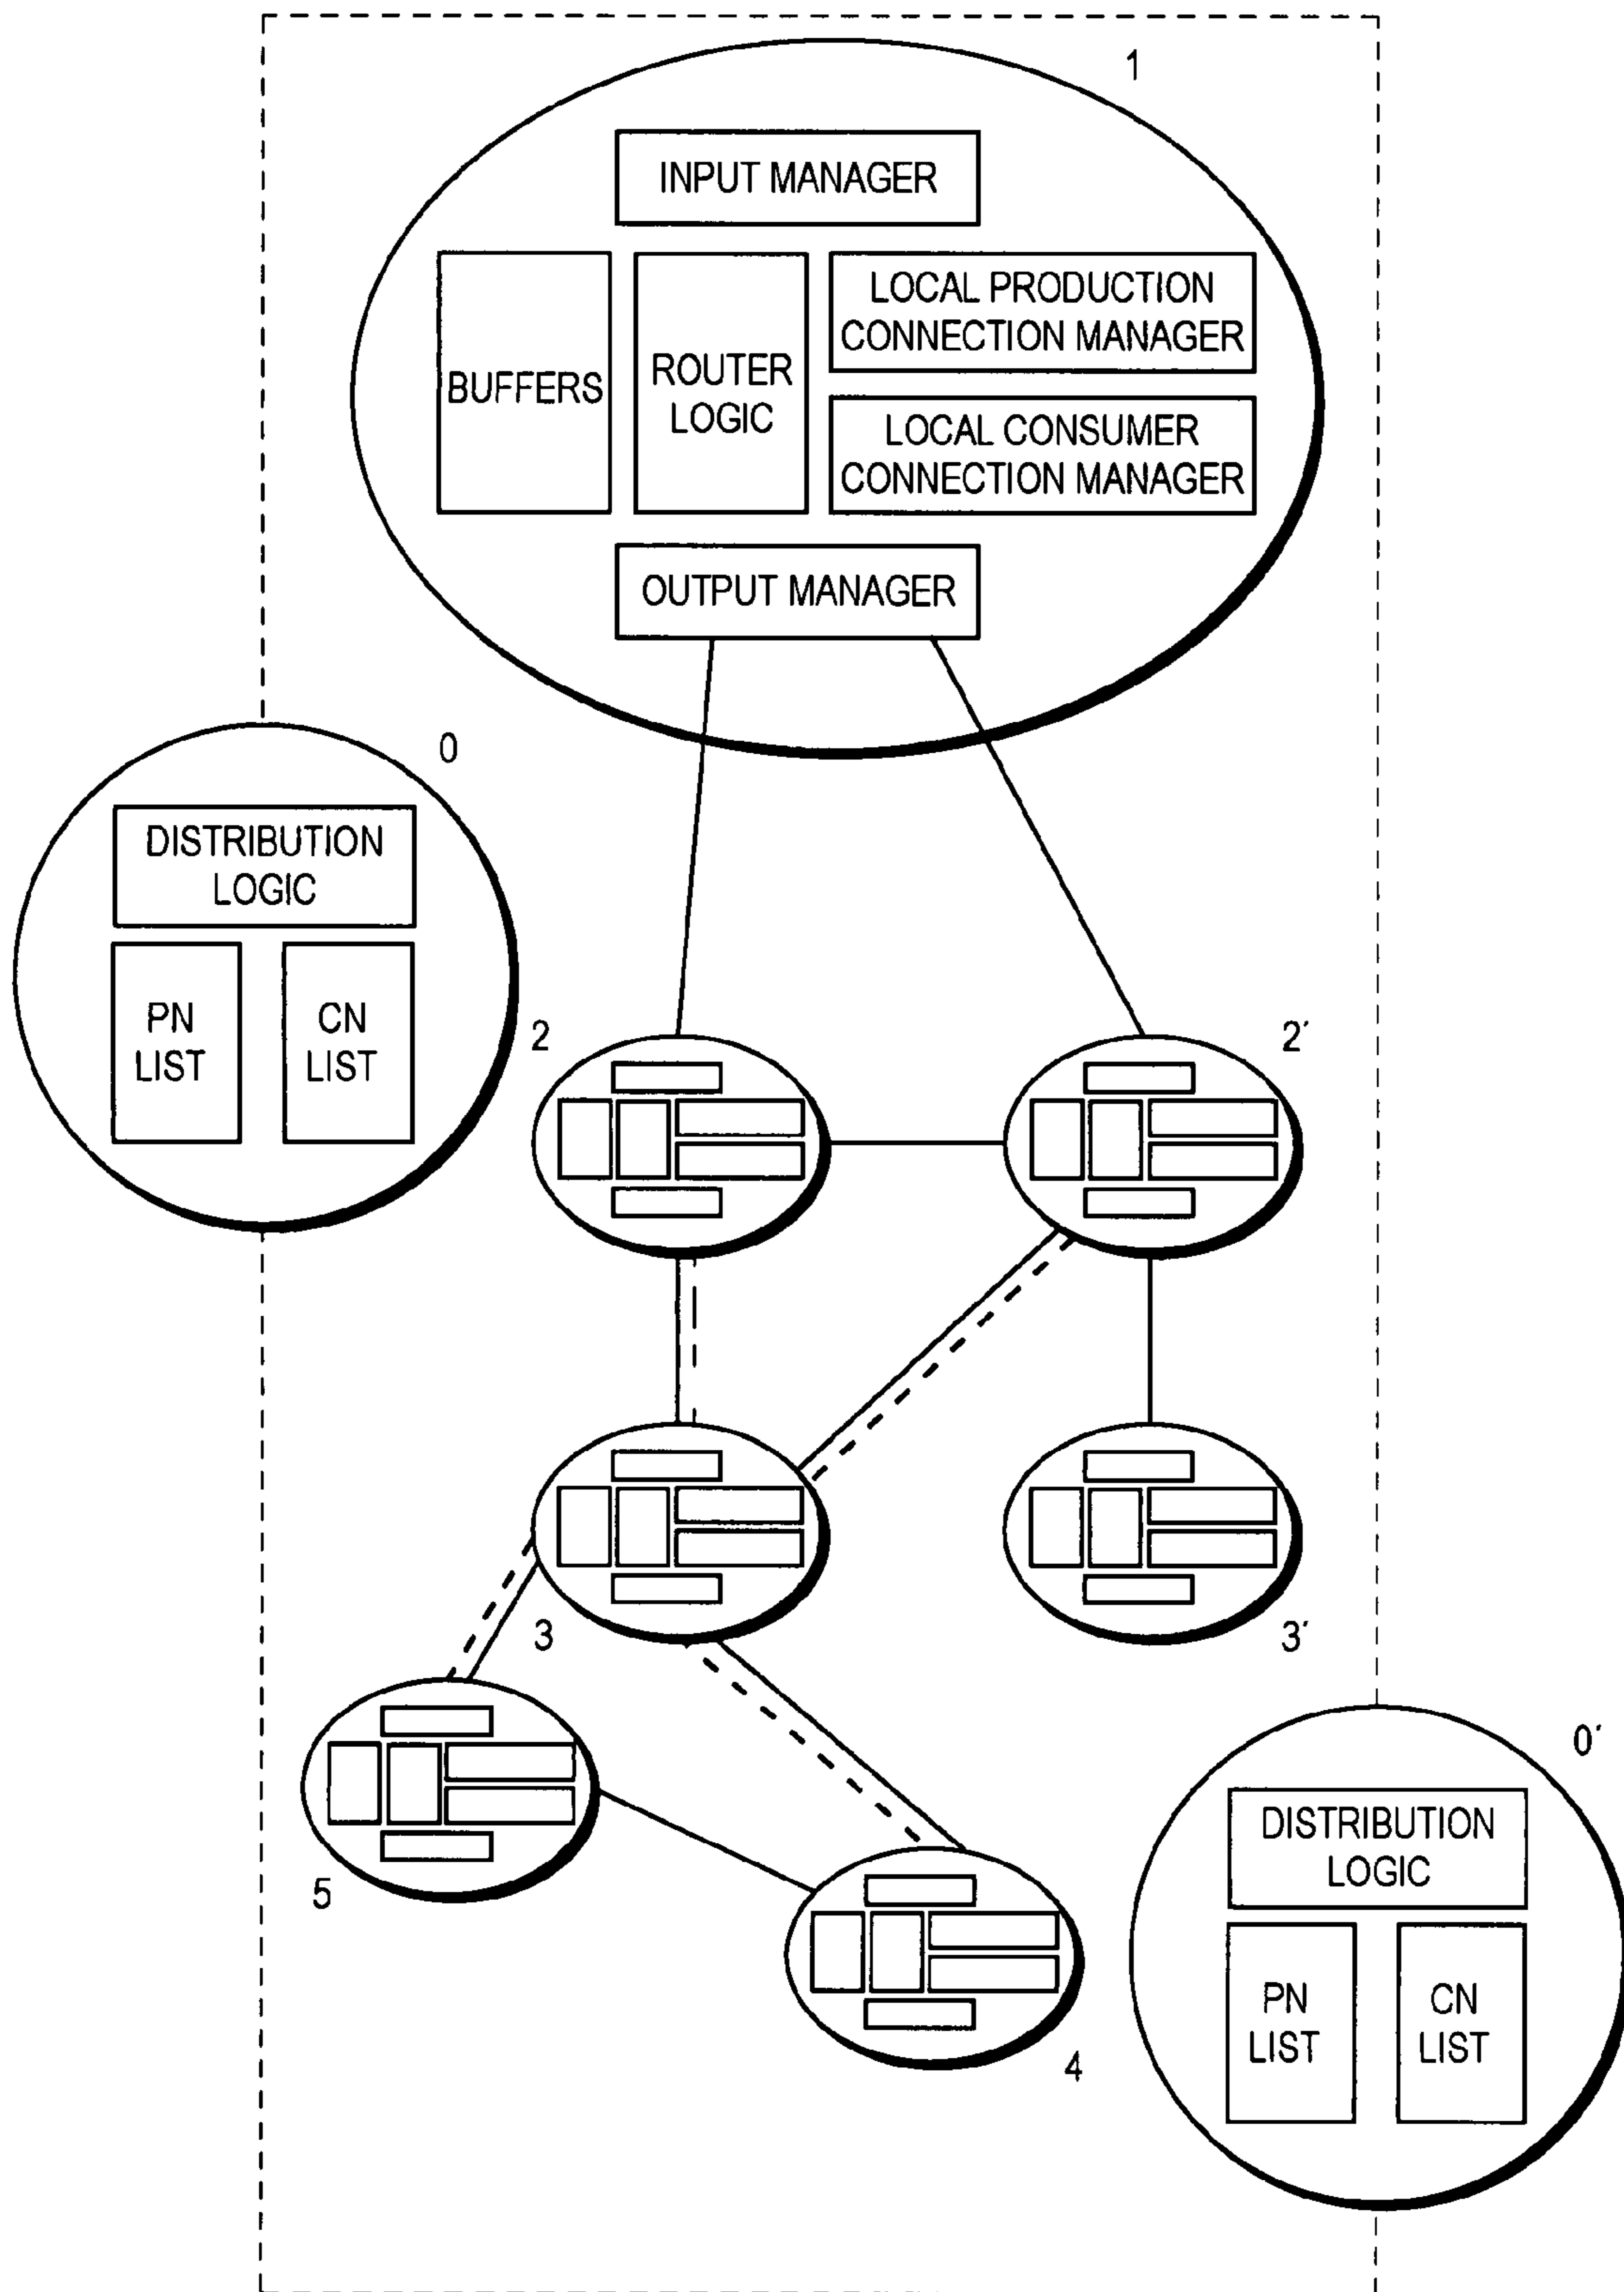 1
INPUT MANAGER
BUFFERS
ROUTER
LOGIC
LOCAL PRODUCTION
CONNECTION MANAGER
LOCAL CONSUMER
CONNECTION MANAGER
OUTPUT MANAGER
0
DISTRIBUTION
LOGIC
PN
LIST
CN
LIST
2
2'
3
3'
5
4
0'
DISTRIBUTION
LOGIC
PN
LIST
CN
LIST